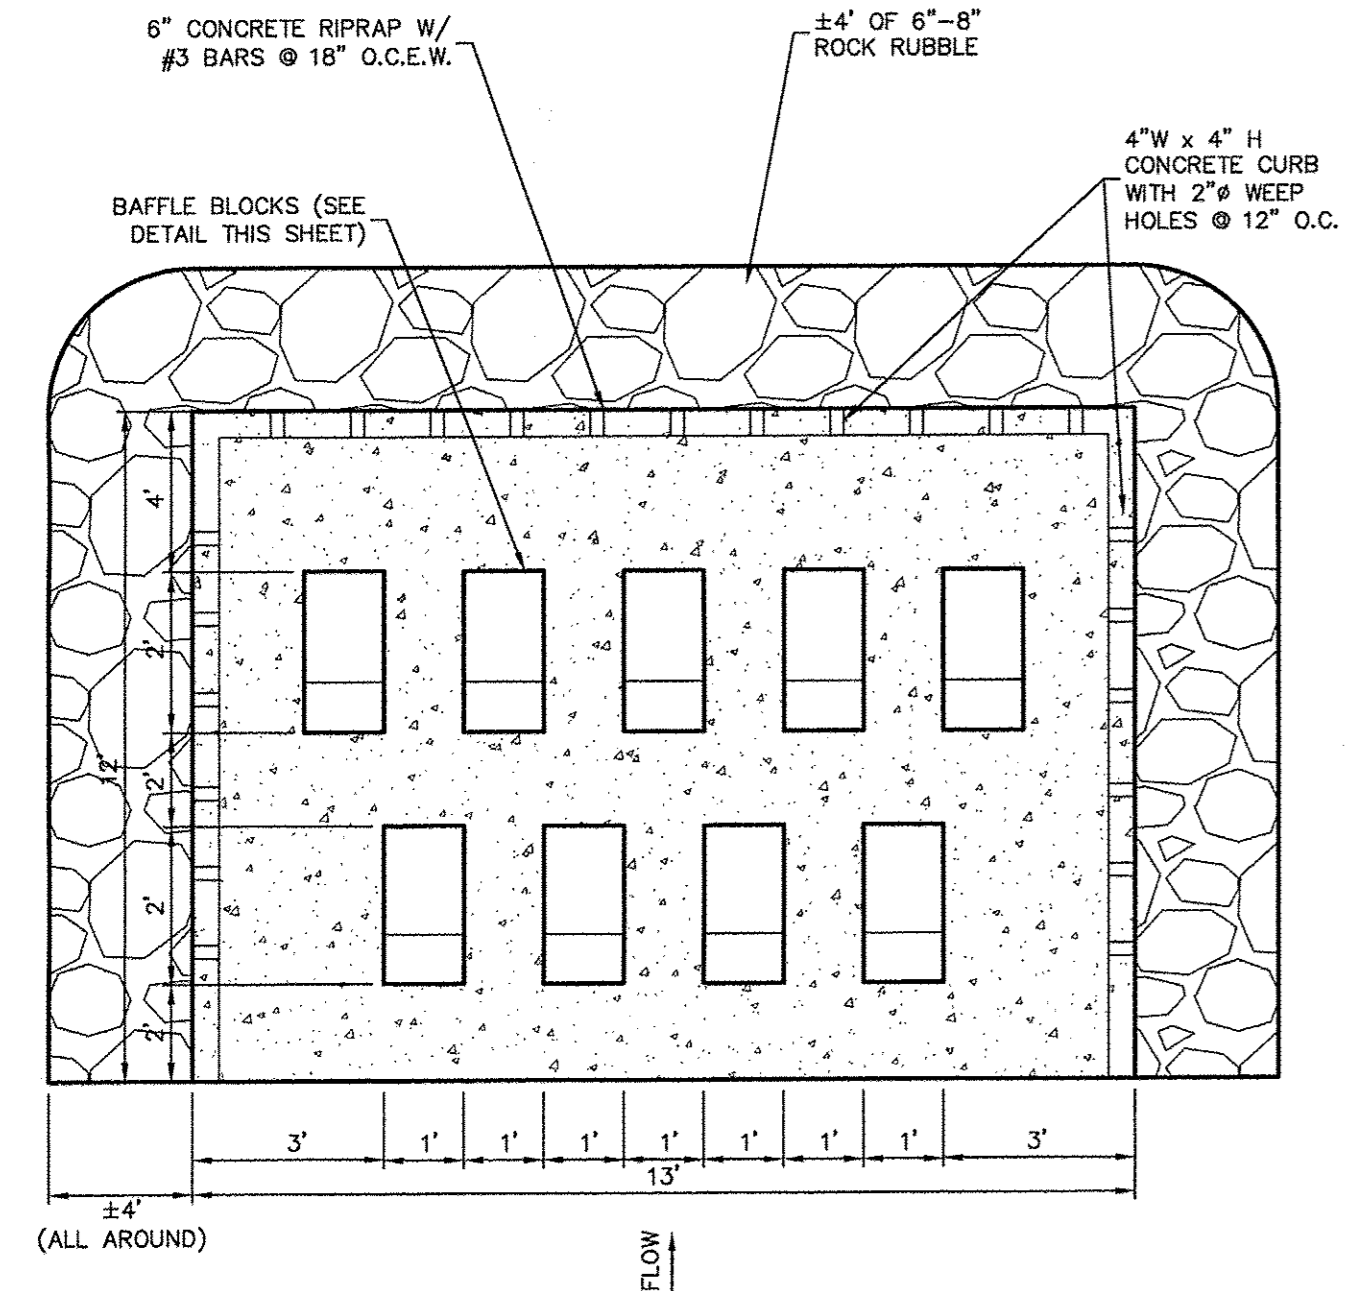 6" CONCRETE RIPRAP W/
#3 BARS @ 18" O.C.E.W.
±4' OF 6"-8"
ROCK RUBBLE
4"W x 4" H
CONCRETE CURB
WITH 2"ø WEEP
HOLES @ 12" O.C.
BAFFLE BLOCKS (SEE
DETAIL THIS SHEET)
4'
2'
12'
2'
2'
2'
3'
1'
1'
1'
1'
1'
1'
1'
3'
13'
±4'
(ALL AROUND)
FLOW